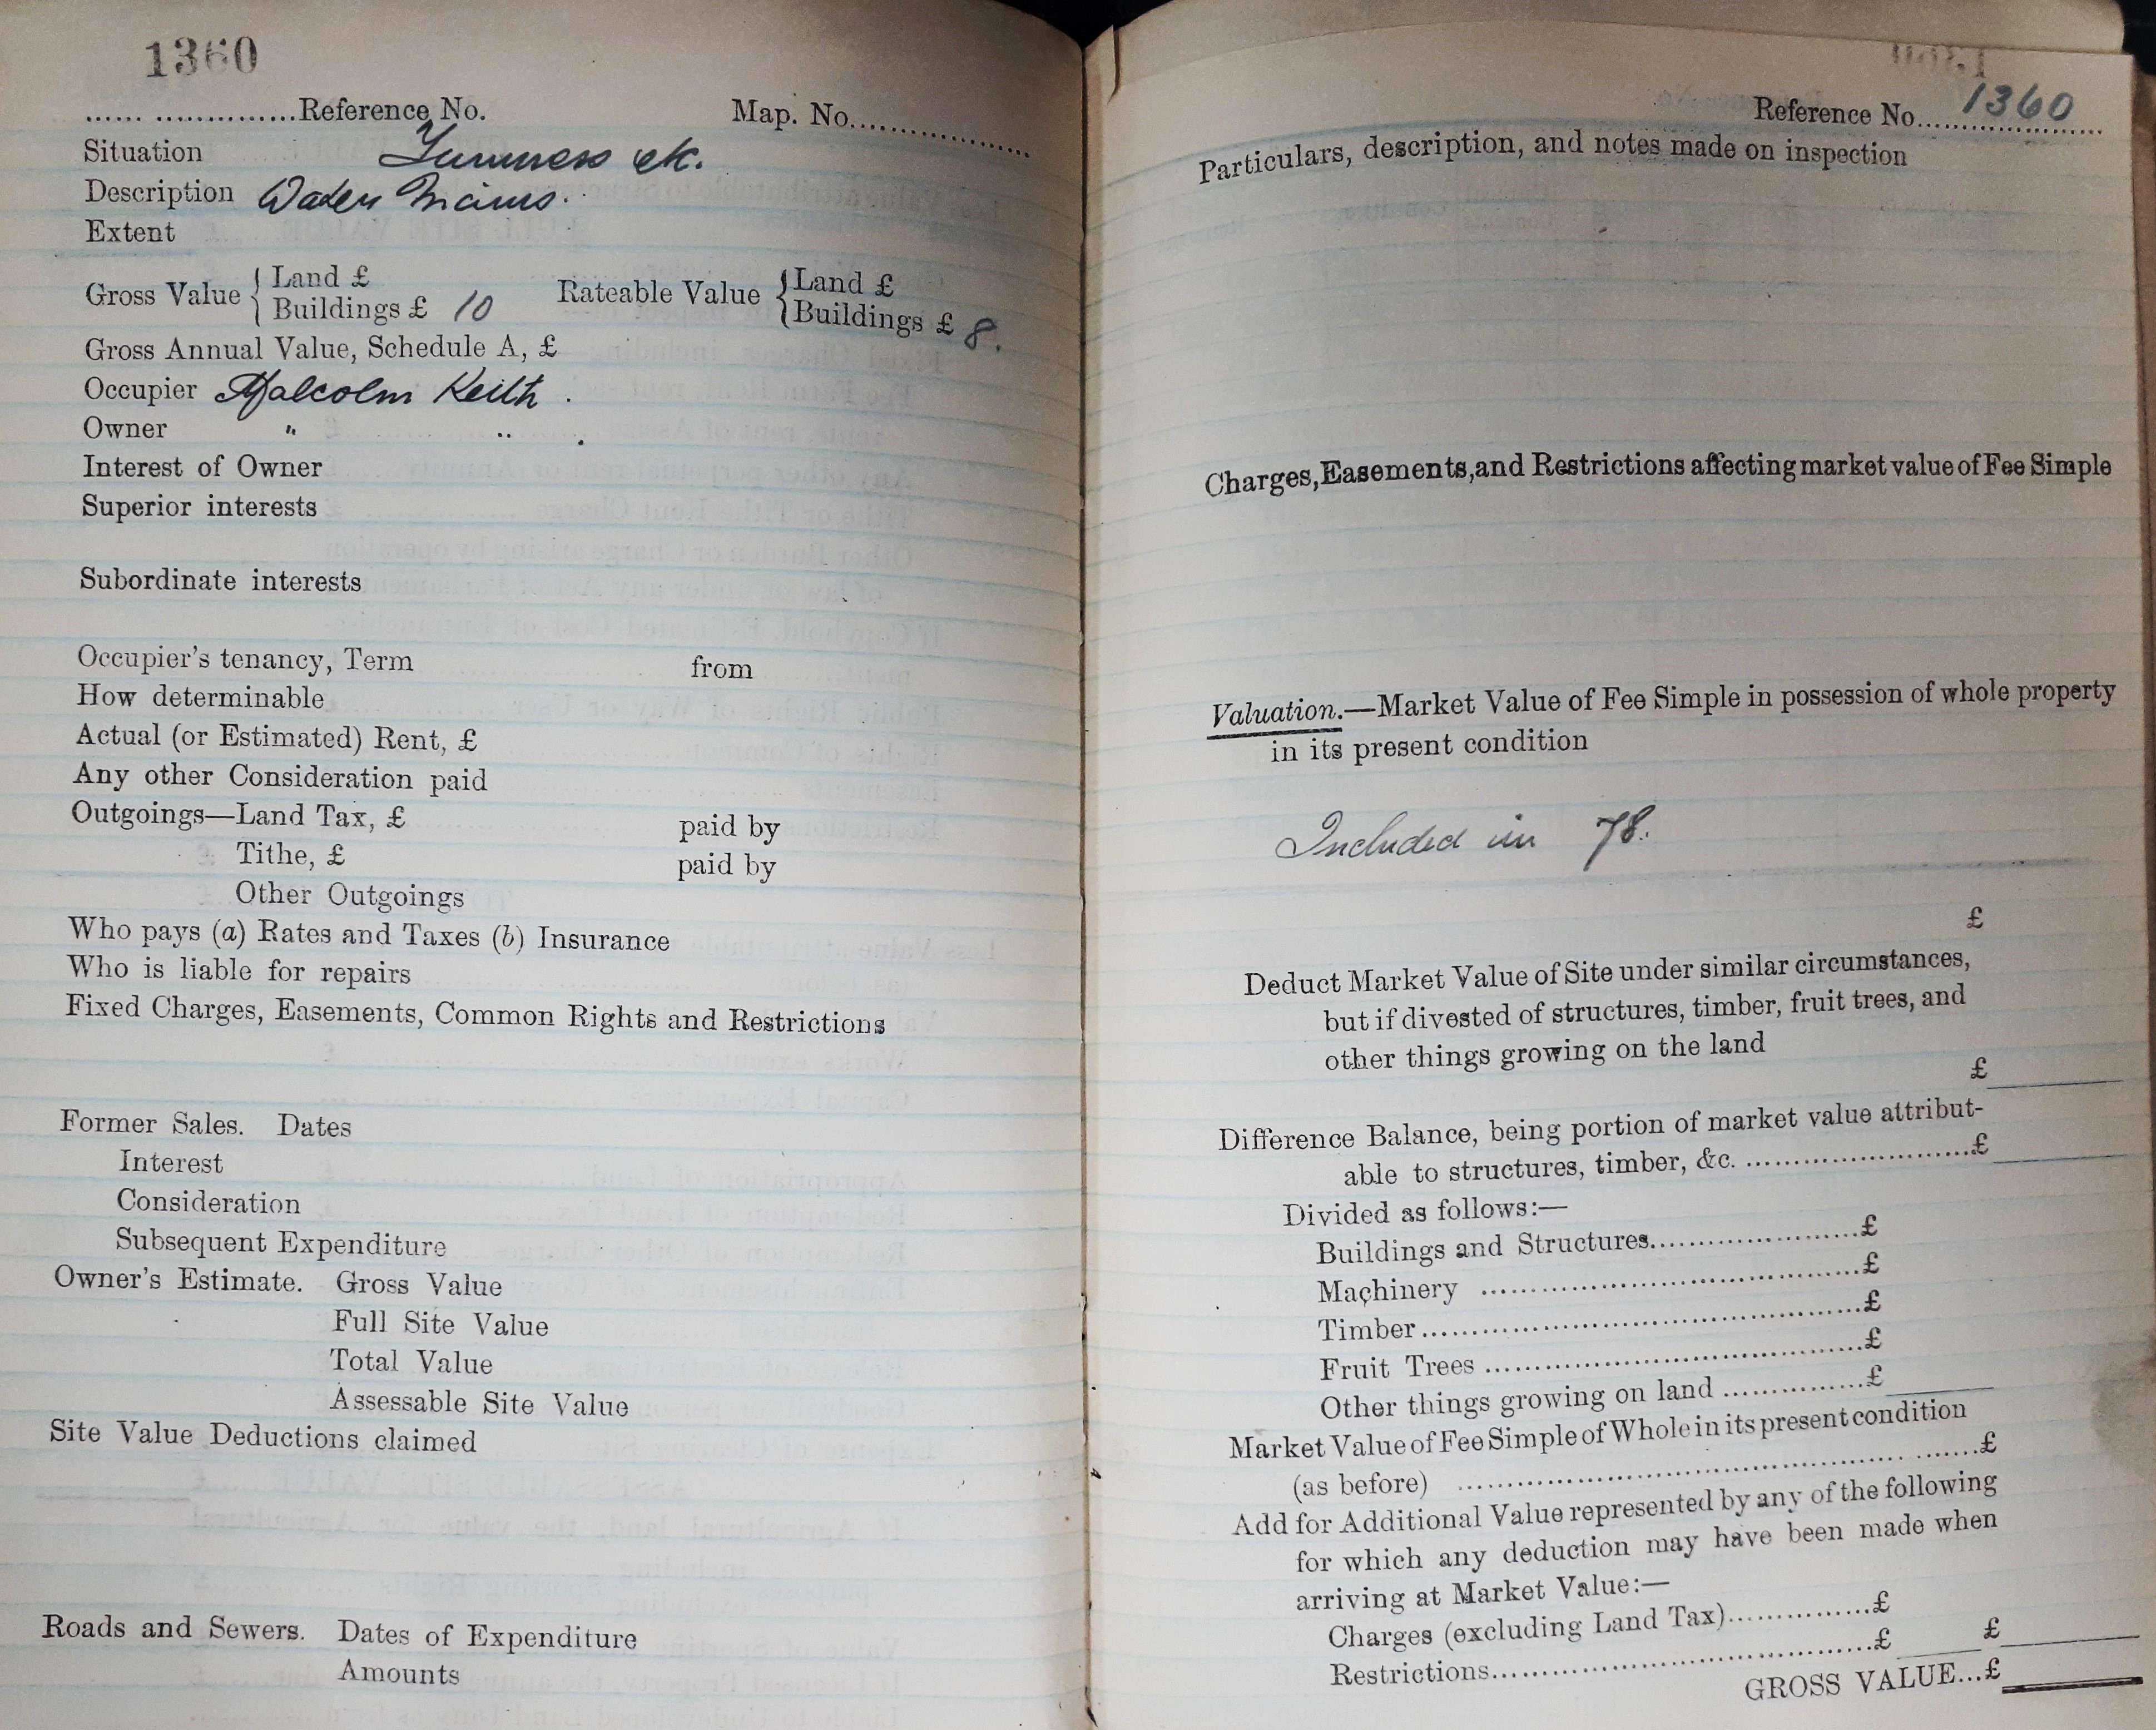 1360
Reference No. Map. No.
Situation etc.
Description Water Mains.
Extent
Gross Value { Land £ Rateable Value { Land £
Buildings £ 10 Buildings £ 8.
Gross Annual Value, Schedule A, £
Occupier Malcolm Keith.
Owner " " .
Interest of Owner
Superior interests
Subordinate interests
Occupier's tenancy, Term from
How determinable
Actual (or Estimated) Rent, £
Any other Consideration paid
Outgoings—Land Tax, £ paid by
Tithe, £ paid by
Other Outgoings
Who pays (a) Rates and Taxes (b) Insurance
Who is liable for repairs
Fixed Charges, Easements, Common Rights and Restrictions
Former Sales. Dates
Interest
Consideration
Subsequent Expenditure
Owner's Estimate. Gross Value
Full Site Value
Total Value
Assessable Site Value
Site Value Deductions claimed
Roads and Sewers. Dates of Expenditure
Amounts
Reference No. 1360
Particulars, description, and notes made on inspection
Charges, Easements, and Restrictions affecting market value of Fee Simple
Valuation.—Market Value of Fee Simple in possession of whole property
in its present condition
Included in 78.
£
Deduct Market Value of Site under similar circumstances,
but if divested of structures, timber, fruit trees, and
other things growing on the land
£
Difference Balance, being portion of market value attribut-
able to structures, timber, &c. ........ £
Divided as follows:—
Buildings and Structures........ £
Machinery ........ £
Timber........ £
Fruit Trees ........ £
Other things growing on land ........ £
Market Value of Fee Simple of Whole in its present condition
(as before) ........ £
Add for Additional Value represented by any of the following
for which any deduction may have been made when
arriving at Market Value:—
Charges (excluding Land Tax)........ £
Restrictions........ £ £
GROSS VALUE...£